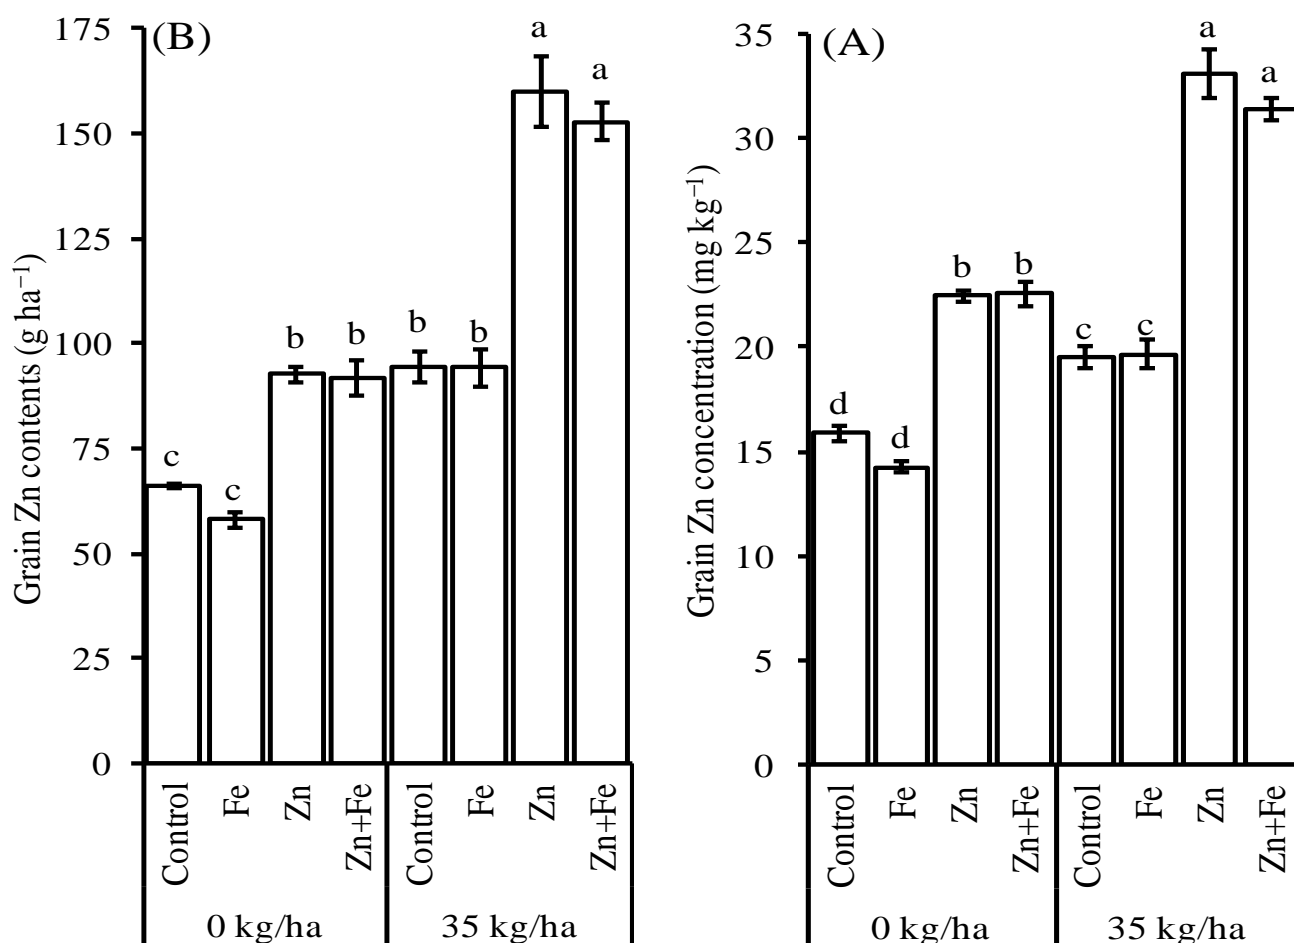 (B)
Grain Zn contents (g ha⁻¹)
175
150
125
100
75
50
25
0
c
c
b
b
b
b
a
a
Control
Fe
Zn
Zn+Fe
Control
Fe
Zn
Zn+Fe
0 kg/ha
35 kg/ha
(A)
Grain Zn concentration (mg kg⁻¹)
35
30
25
20
15
10
5
0
d
d
b
b
c
c
a
a
Control
Fe
Zn
Zn+Fe
Control
Fe
Zn
Zn+Fe
0 kg/ha
35 kg/ha